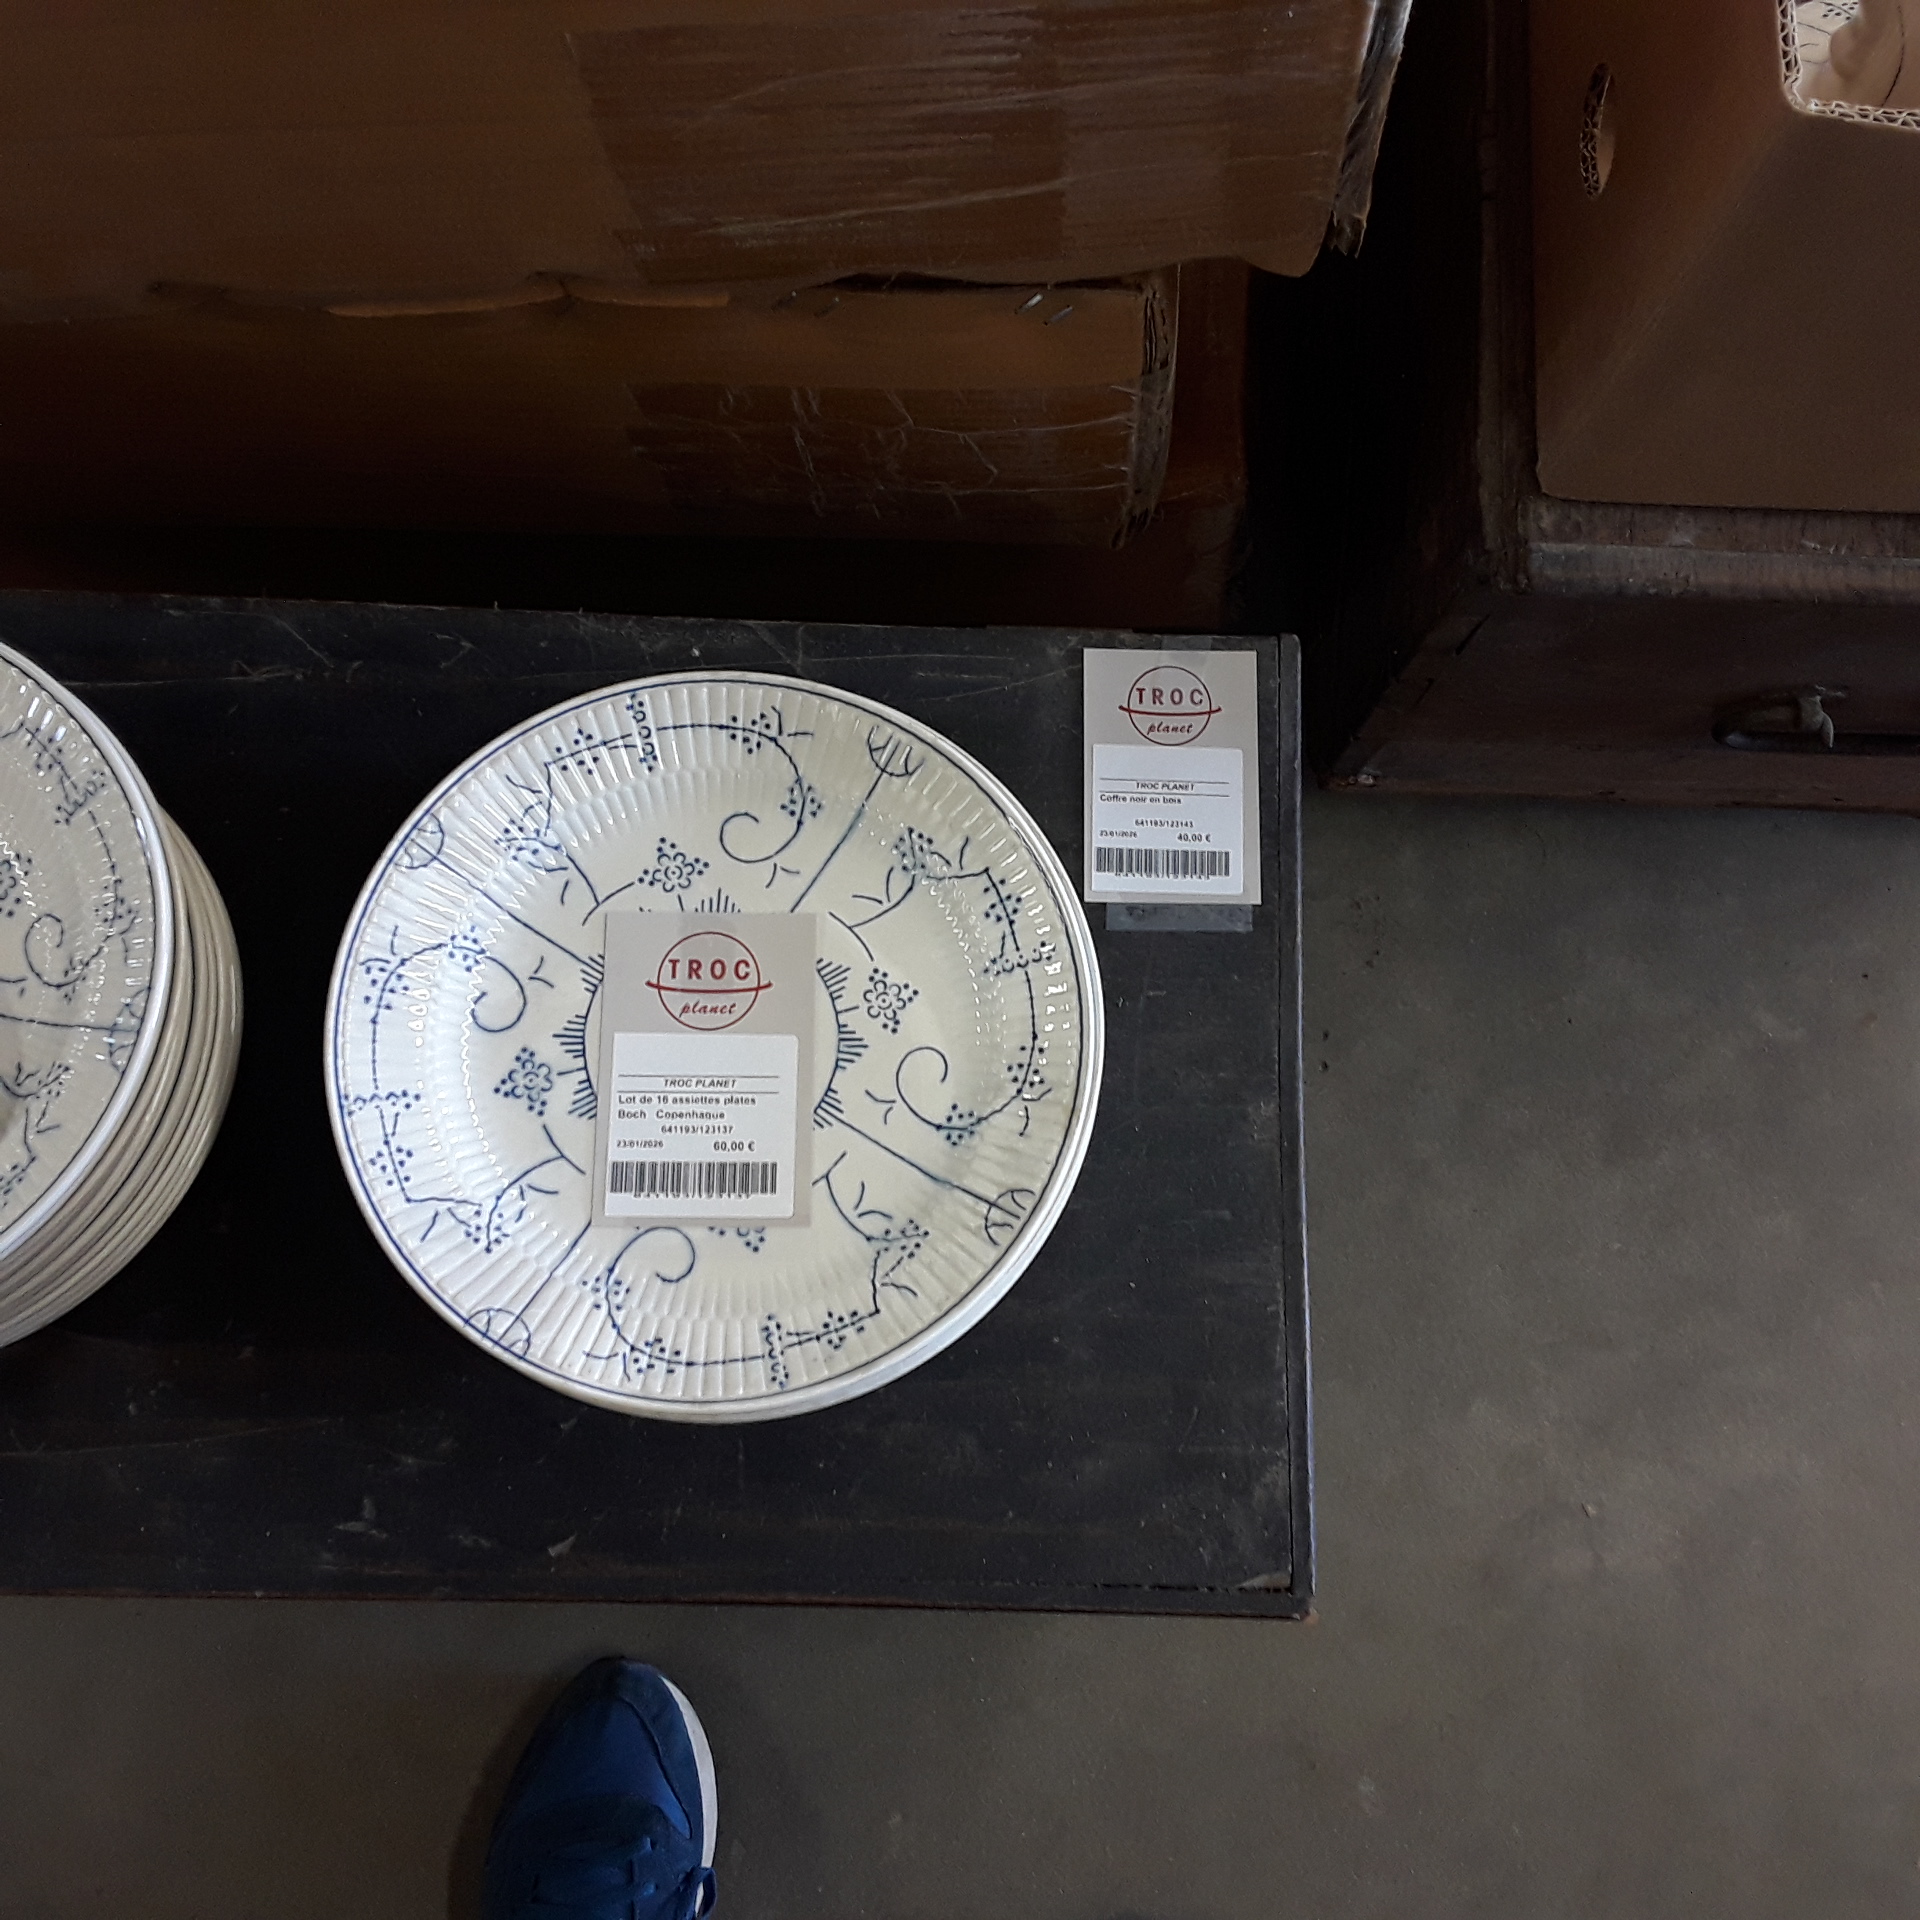 TROC
planet
TROC PLANET
Coffre noir en bois
641193/123143
23/01/2026 40,00 €
TROC
planet
TROC PLANET
Lot de 16 assiettes plates
Boch Copenhague
641193/123137
23/01/2026 60,00 €